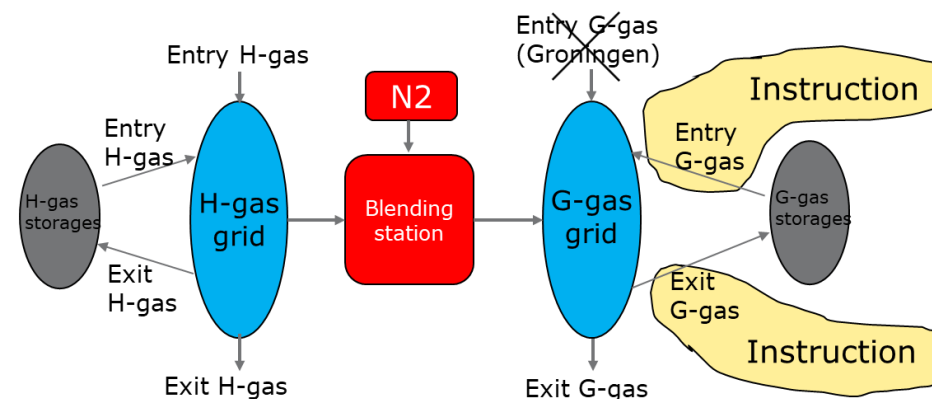 Entry H-gas
Entry G-gas
(Groningen)
N2
Instruction
Entry
H-gas
Entry
G-gas
H-gas
storages
H-gas
grid
Blending
station
G-gas
grid
G-gas
storages
Exit
H-gas
Exit
G-gas
Instruction
Exit H-gas
Exit G-gas